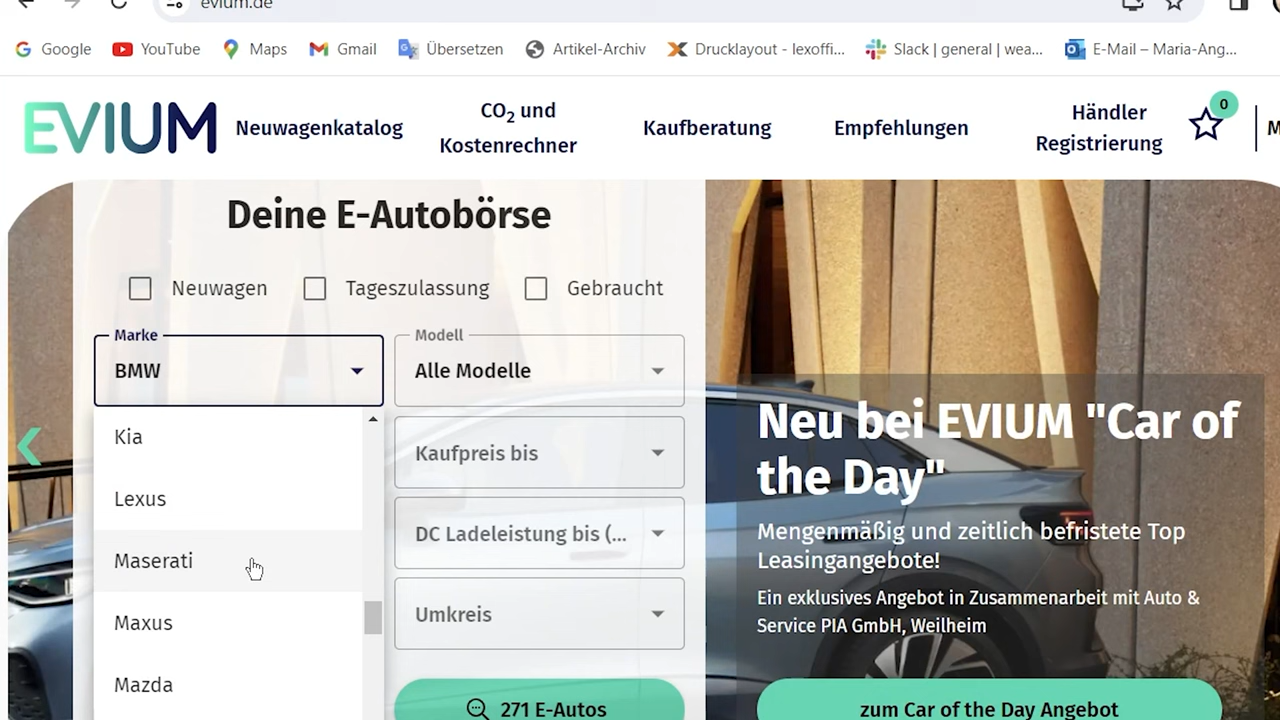 evium.de
Google
YouTube
Maps
Gmail
Übersetzen
Artikel-Archiv
Drucklayout - lexoffi...
Slack | general | wea...
E-Mail – Maria-Ang...
EVIUM
Neuwagenkatalog
CO₂ und
Kostenrechner
Kaufberatung
Empfehlungen
Händler
Registrierung
0
M
Deine E-Autobörse
Neuwagen
Tageszulassung
Gebraucht
Marke
BMW
Modell
Alle Modelle
Kia
Lexus
Maserati
Maxus
Mazda
Kaufpreis bis
DC Ladeleistung bis (...
Umkreis
271 E-Autos
Neu bei EVIUM "Car of
the Day"
Mengenmäßig und zeitlich befristete Top
Leasingangebote!
Ein exklusives Angebot in Zusammenarbeit mit Auto &
Service PIA GmbH, Weilheim
zum Car of the Day Angebot